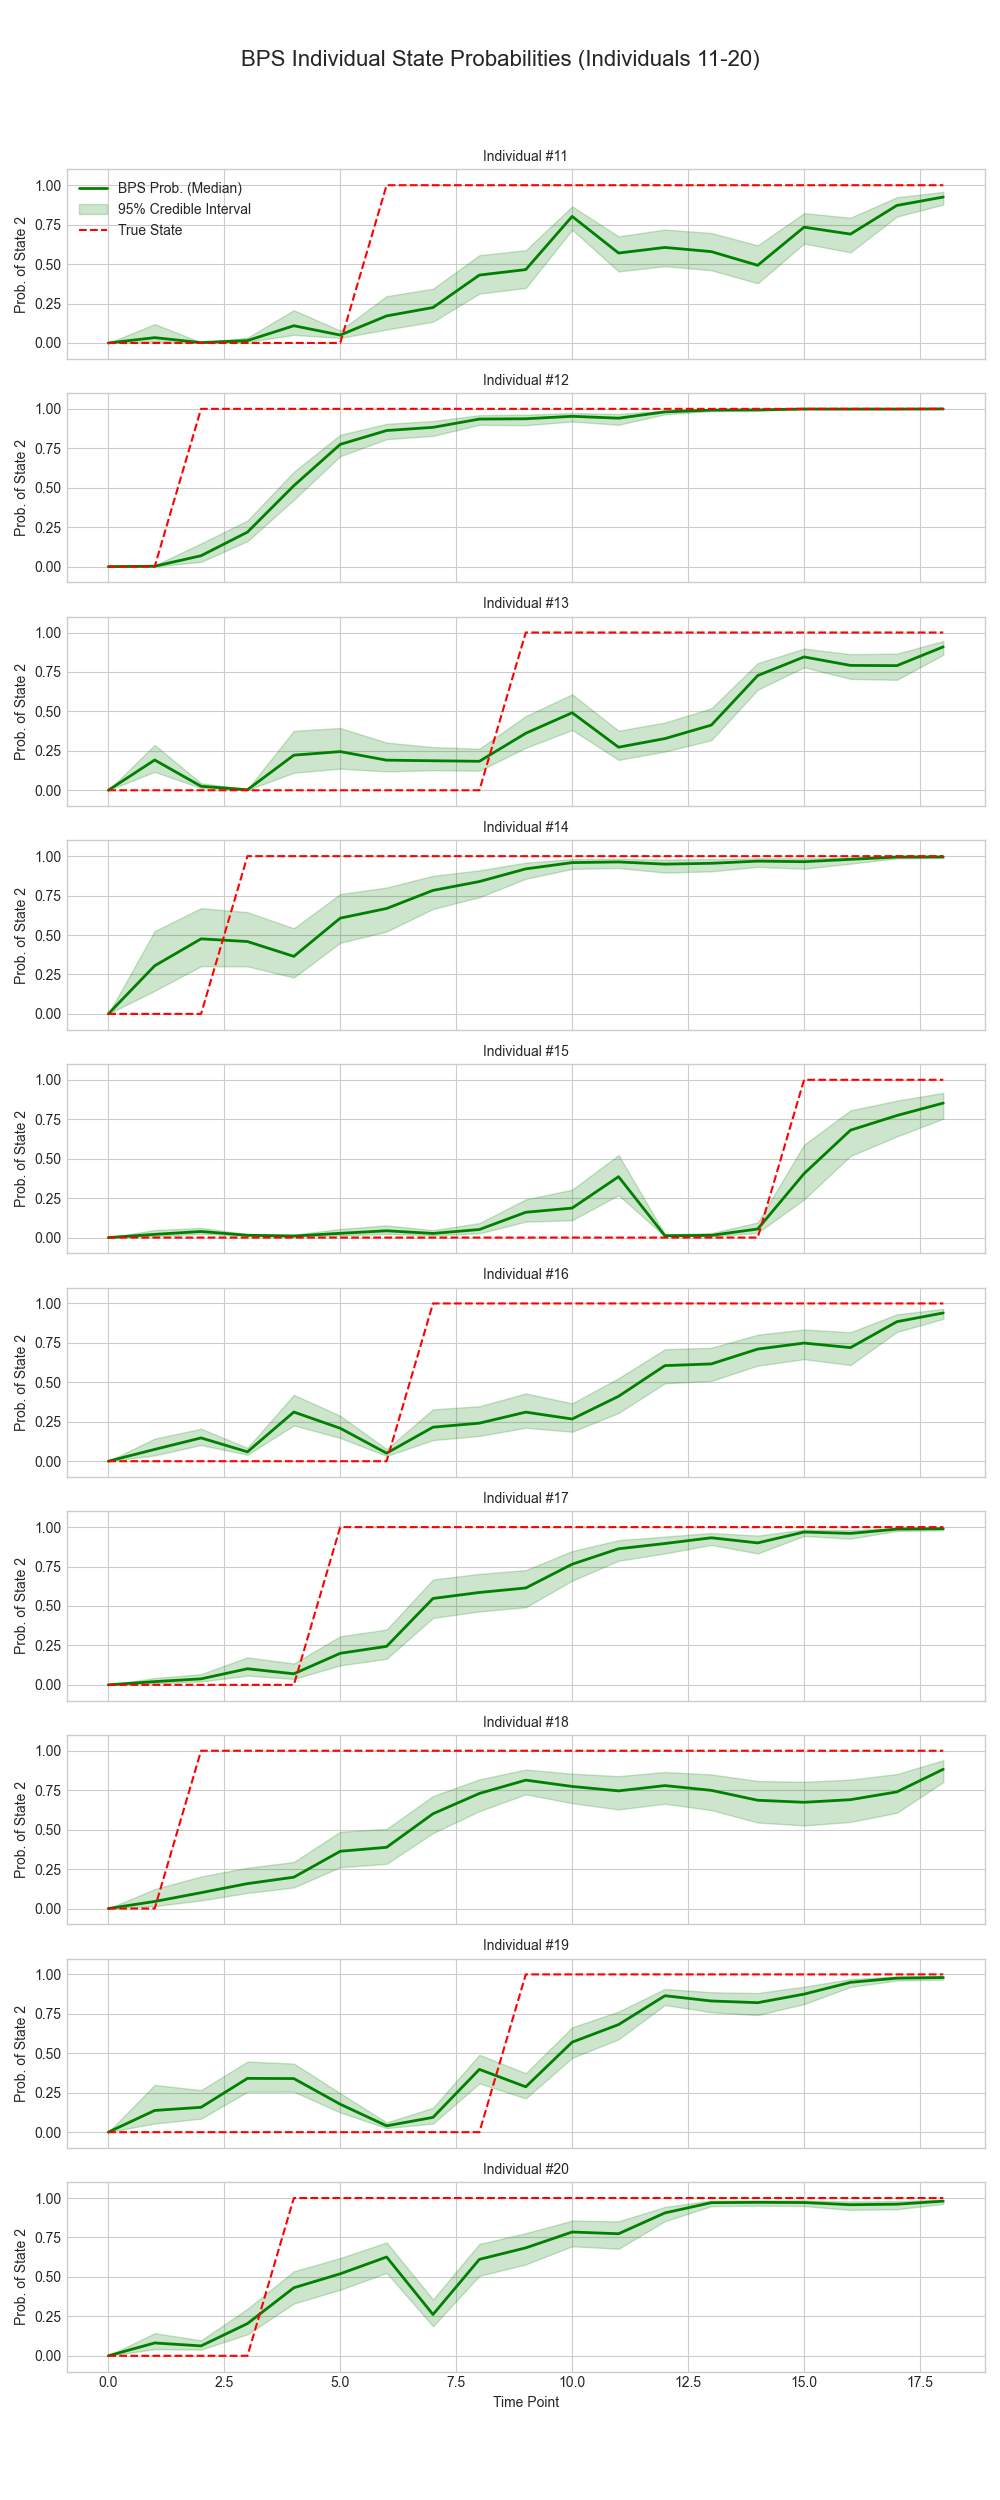 BPS Individual State Probabilities (Individuals 11-20)
Individual #11
BPS Prob. (Median)
95% Credible Interval
True State
Prob. of State 2
1.00
0.75
0.50
0.25
0.00
Individual #12
Prob. of State 2
1.00
0.75
0.50
0.25
0.00
Individual #13
Prob. of State 2
1.00
0.75
0.50
0.25
0.00
Individual #14
Prob. of State 2
1.00
0.75
0.50
0.25
0.00
Individual #15
Prob. of State 2
1.00
0.75
0.50
0.25
0.00
Individual #16
Prob. of State 2
1.00
0.75
0.50
0.25
0.00
Individual #17
Prob. of State 2
1.00
0.75
0.50
0.25
0.00
Individual #18
Prob. of State 2
1.00
0.75
0.50
0.25
0.00
Individual #19
Prob. of State 2
1.00
0.75
0.50
0.25
0.00
Individual #20
Prob. of State 2
1.00
0.75
0.50
0.25
0.00
0.0 2.5 5.0 7.5 10.0 12.5 15.0 17.5
Time Point